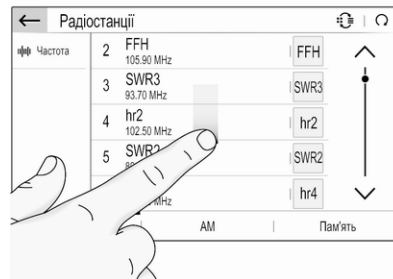 Радіостанції
Частота
2 FFH FFH
105.90 MHz
3 SWR3 SWR3
93.70 MHz
4 hr2 hr2
102.50 MHz
5 SWR2 SWR2
MHz hr4
AM Пам'ять